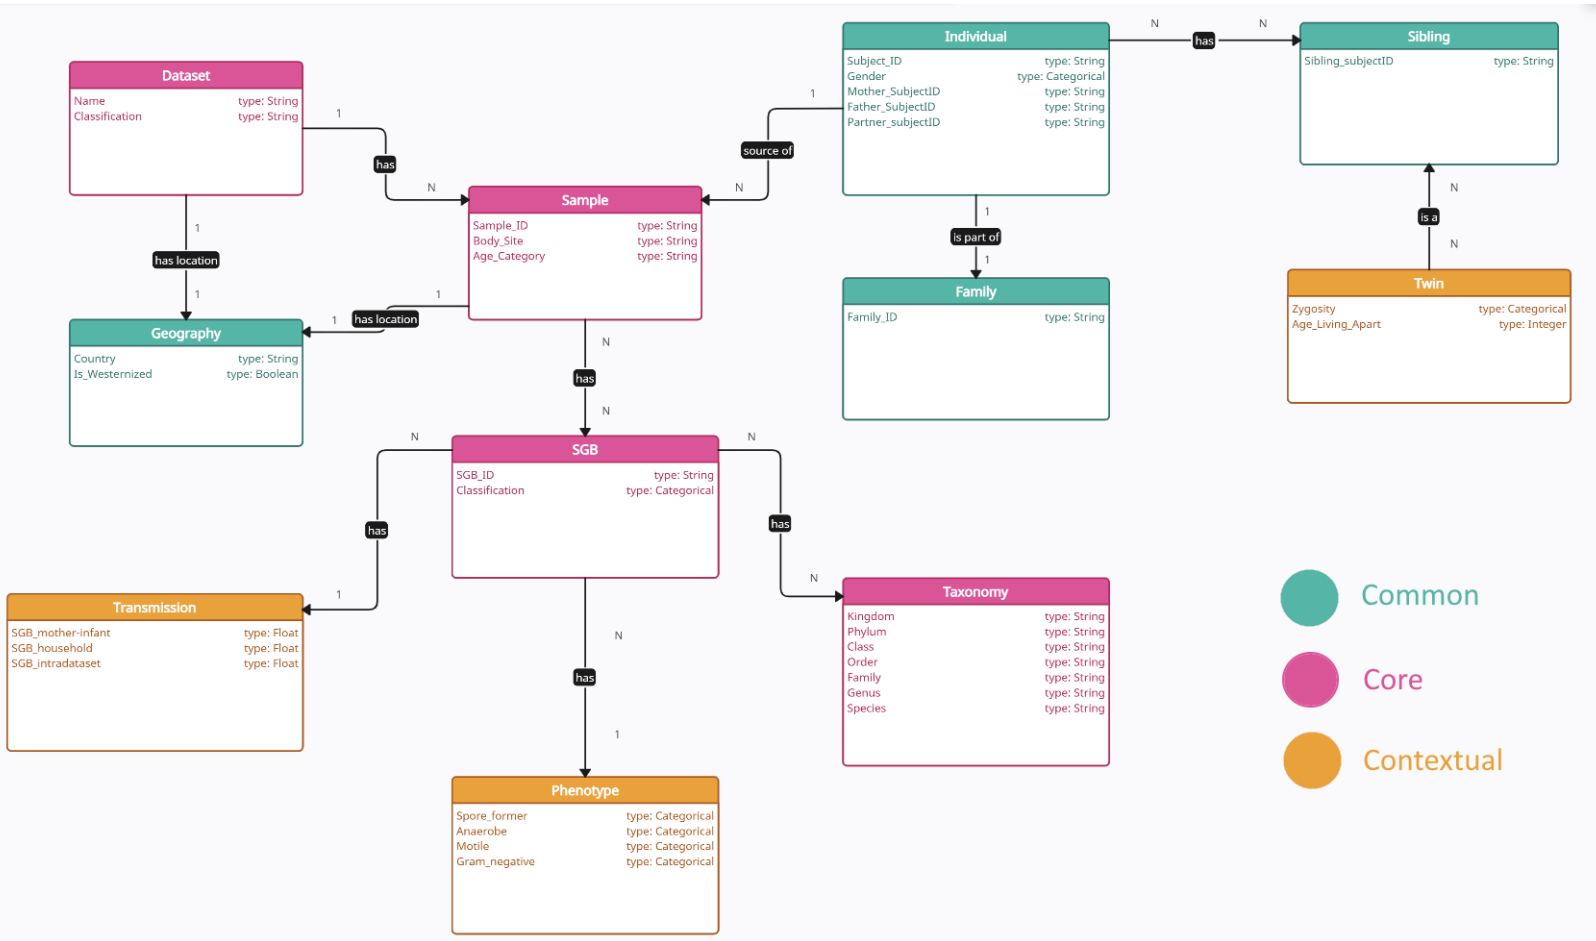 Dataset
Name type: String
Classification type: String
1
has
N
1
has location
1
Geography
Country type: String
Is_Westernized type: Boolean
Sample
Sample_ID type: String
Body_Site type: String
Age_Category type: String
1
has location
1
Individual
Subject_ID type: String
Gender type: Categorical
Mother_SubjectID type: String
Father_SubjectID type: String
Partner_subjectID type: String
1
source of
N
N
has
N
Sibling
Sibling_subjectID type: String
1
is part of
1
Family
Family_ID type: String
N
is a
N
Twin
Zygosity type: Categorical
Age_Living_Apart type: Integer
N
has
N
SGB
SGB_ID type: String
Classification type: Categorical
N
has
1
Transmission
SGB_mother-infant type: Float
SGB_household type: Float
SGB_intradataset type: Float
N
has
N
Taxonomy
Kingdom type: String
Phylum type: String
Class type: String
Order type: String
Family type: String
Genus type: String
Species type: String
N
has
1
Phenotype
Spore_former type: Categorical
Anaerobe type: Categorical
Motile type: Categorical
Gram_negative type: Categorical
Common
Core
Contextual